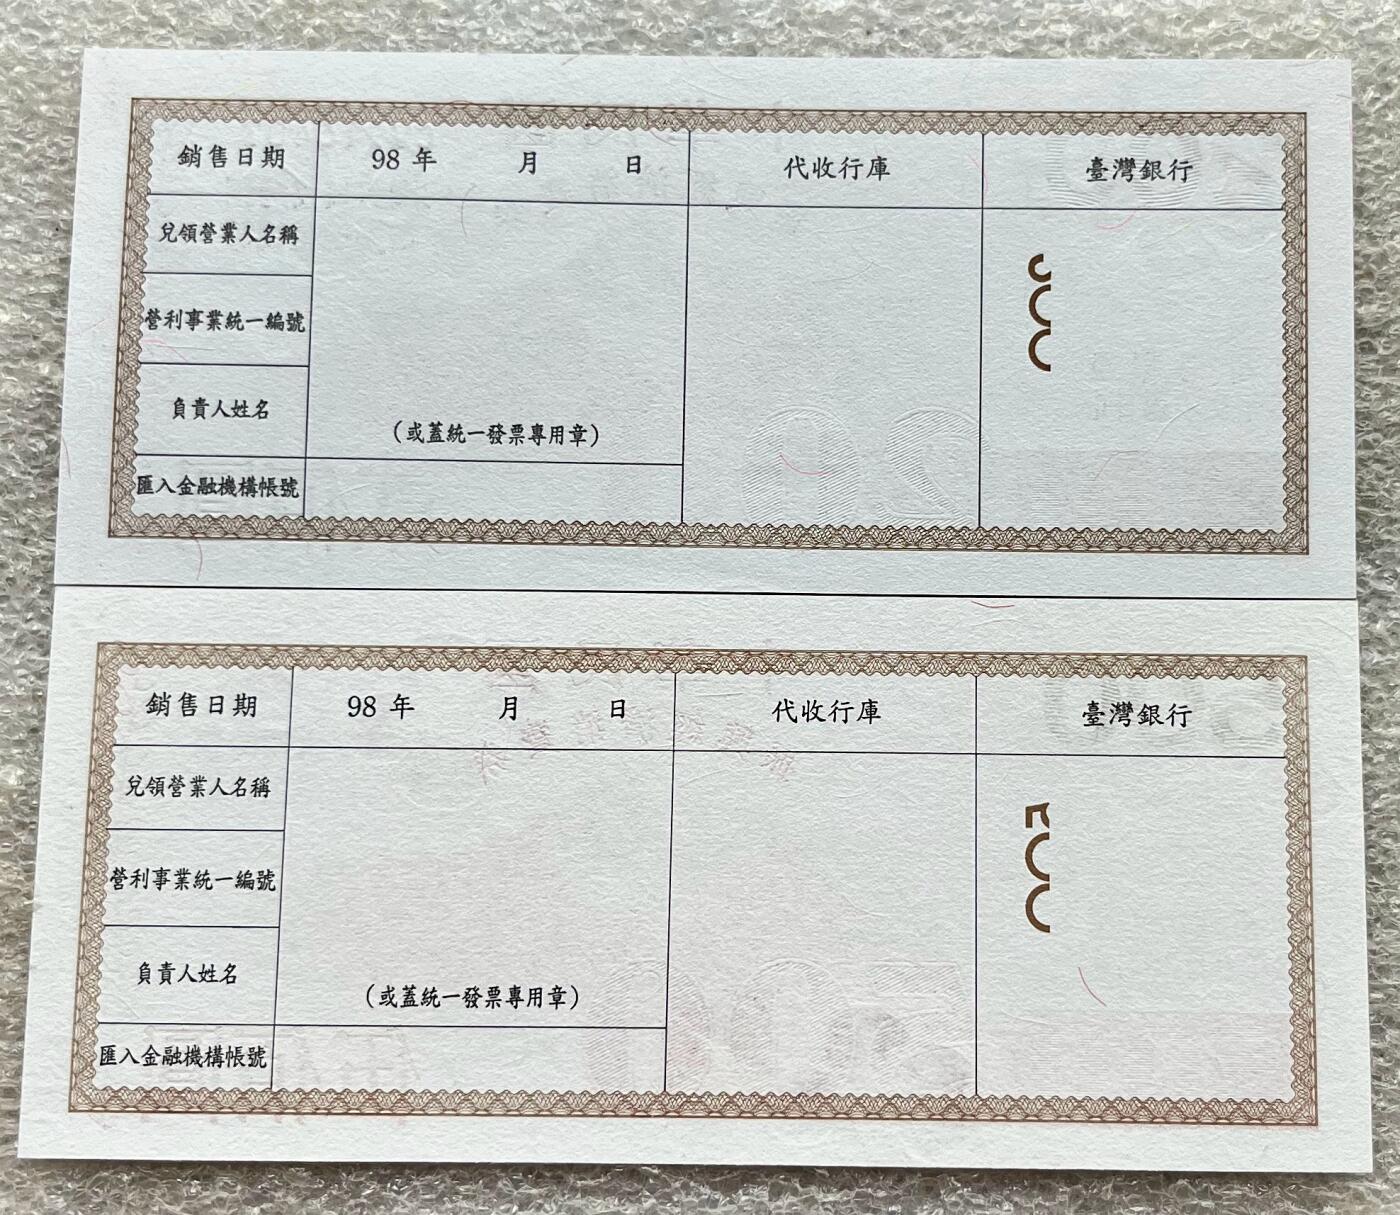 銷售日期 98 年 月 日 代收行庫 臺灣銀行
兌領營業人名稱
營利事業統一編號
負責人姓名
(或蓋統一發票專用章)
匯入金融機構帳號
銷售日期 98 年 月 日 代收行庫 臺灣銀行
兌領營業人名稱
營利事業統一編號
負責人姓名
(或蓋統一發票專用章)
匯入金融機構帳號